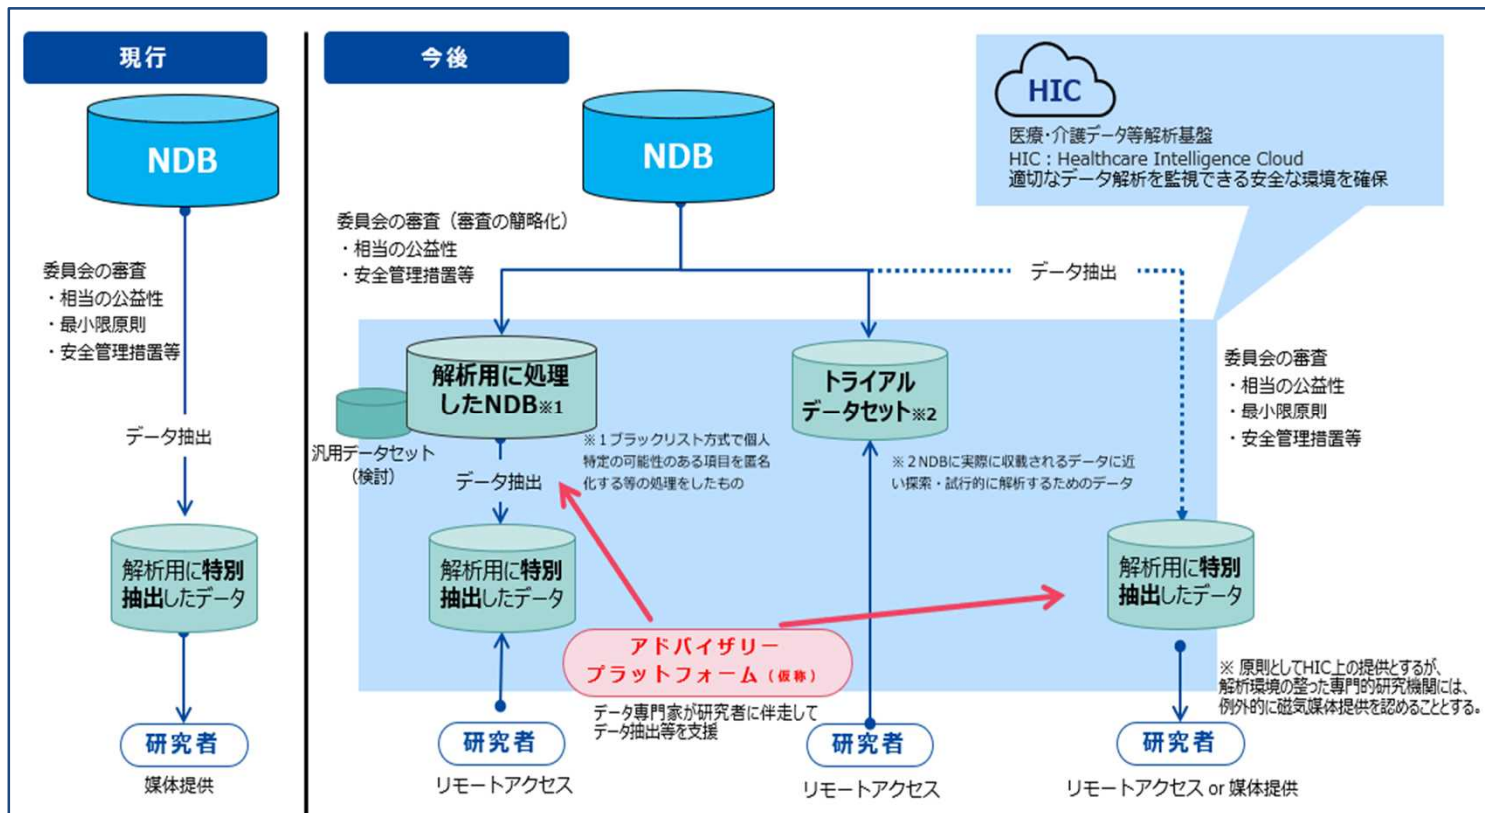 現行
NDB
委員会の審査
・相当の公益性
・最小限原則
・安全管理措置等
データ抽出
解析用に特別
抽出したデータ
研究者
媒体提供
今後
NDB
HIC
医療・介護データ等解析基盤
HIC：Healthcare Intelligence Cloud
適切なデータ解析を監視できる安全な環境を確保
委員会の審査（審査の簡略化）
・相当の公益性
・安全管理措置等
データ抽出
解析用に処理
したNDB※1
汎用データセット
（検討）
※１ブラックリスト方式で個人
特定の可能性のある項目を匿名
化する等の処理をしたもの
データ抽出
解析用に特別
抽出したデータ
トライアル
データセット※2
※２NDBに実際に収載されるデータに近
い探索・試行的に解析するためのデータ
委員会の審査
・相当の公益性
・最小限原則
・安全管理措置等
解析用に特別
抽出したデータ
アドバイザリー
プラットフォーム（仮称）
データ専門家が研究者に伴走して
データ抽出等を支援
※ 原則としてHIC上の提供とするが、
解析環境の整った専門的研究機関には、
例外的に磁気媒体提供を認めることとする。
研究者
リモートアクセス
研究者
リモートアクセス
研究者
リモートアクセス or 媒体提供